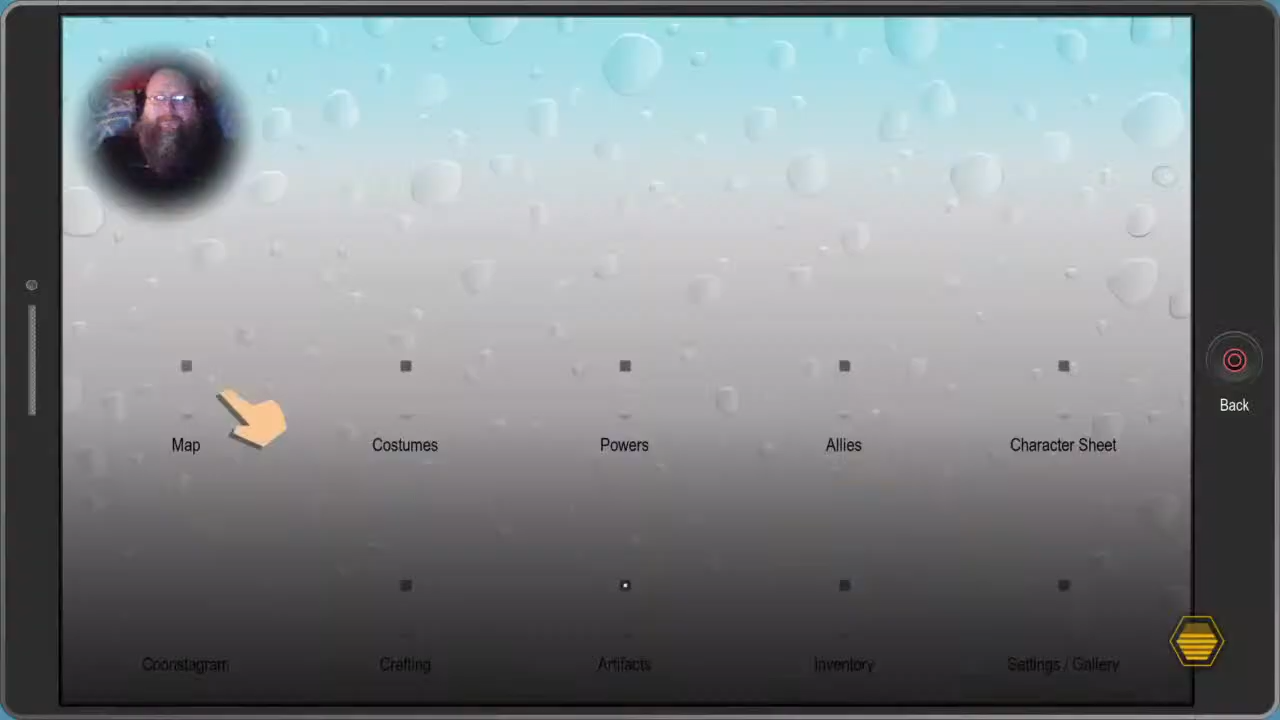 Back
Map
Costumes
Powers
Allies
Character Sheet
Coonstagram
Crafting
Artifacts
Inventory
Settings / Gallery